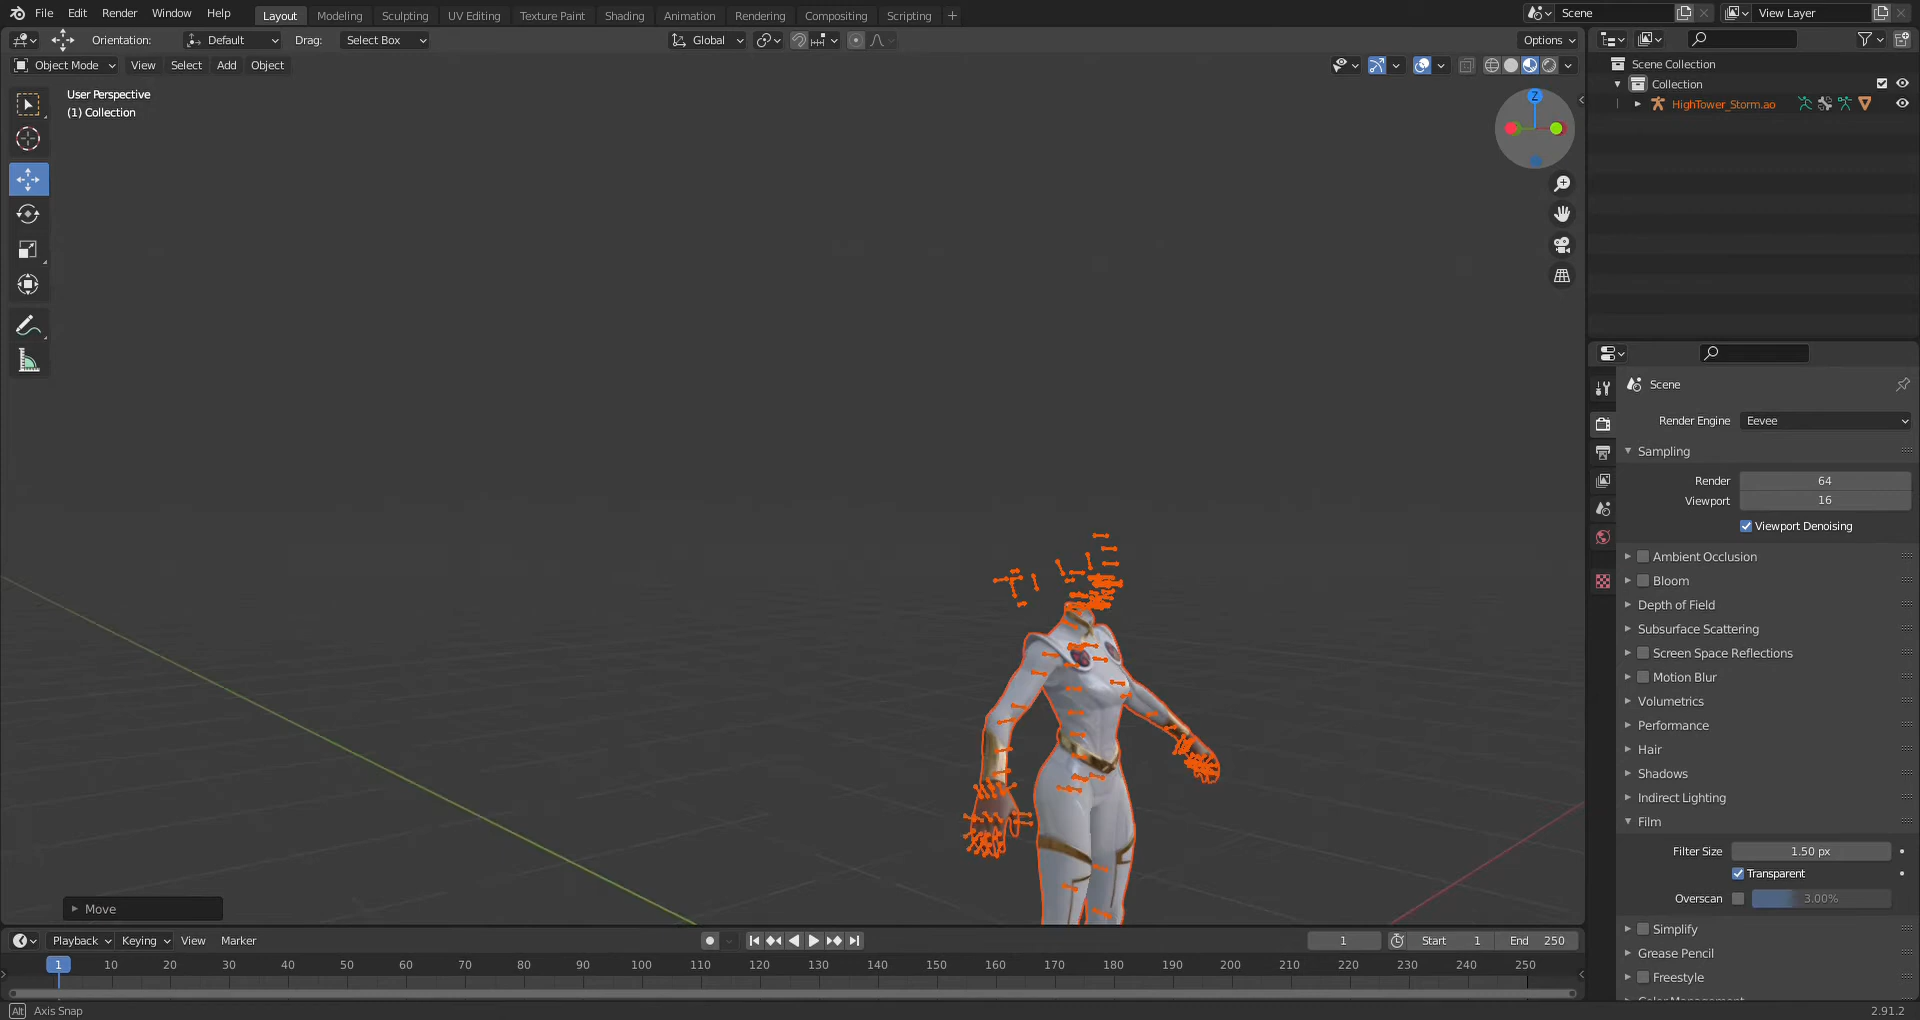 File Edit Render Window Help Layout Modeling Sculpting UV Editing Texture Paint Shading Animation Rendering Compositing Scripting + Scene View Layer
Orientation: Default Drag: Select Box Global Options
Object Mode View Select Add Object
User Perspective
(1) Collection
Z
Scene Collection
Collection
HighTower_Storm.ao
Scene
Render Engine Eevee
Sampling
Render 64
Viewport 16
Viewport Denoising
Ambient Occlusion
Bloom
Depth of Field
Subsurface Scattering
Screen Space Reflections
Motion Blur
Volumetrics
Performance
Hair
Shadows
Indirect Lighting
Film
Filter Size 1.50 px
Transparent
Overscan 3.00%
Simplify
Grease Pencil
Freestyle
Color Management
Move
Playback Keying View Marker 1 Start 1 End 250
1 10 20 30 40 50 60 70 80 90 100 110 120 130 140 150 160 170 180 190 200 210 220 230 240 250
Alt Axis Snap 2.91.2